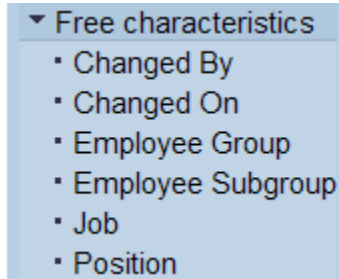 Free characteristics
Changed By
Changed On
Employee Group
Employee Subgroup
Job
Position